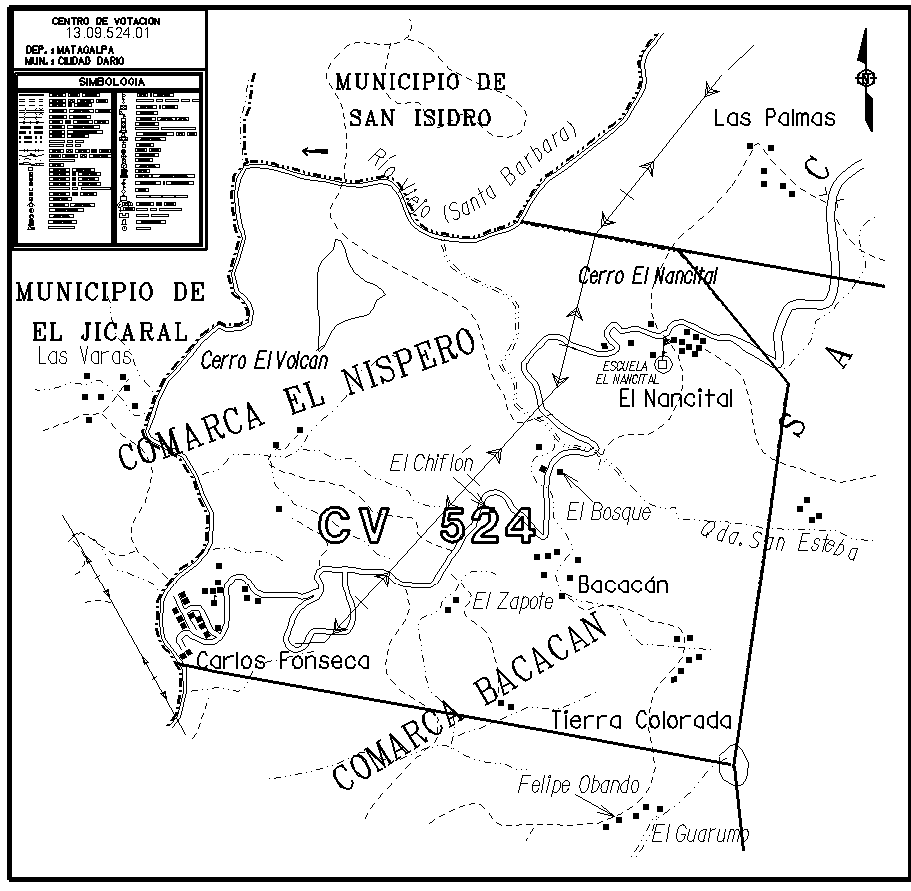 CENTRO DE VOTACION
13.09.524.01
DEP. : MATAGALPA
MUN. : CIUDAD DARIO
SIMBOLOGIA
MUNICIPIO DE
SAN ISIDRO
Las Palmas
Río Viejo (Santa Barbara)
C
Cerro El Nancital
MUNICIPIO DE
EL JICARAL
Las Varas
Cerro El Volcán
COMARCA EL NISPERO
ESCUELA
EL NANCITAL
El Nancital
A
S
El Chiflon
CV 524
El Bosque
Qda. San Esteba
Bacacán
El Zapote
Carlos Fonseca
COMARCA BACACAN
Tierra Colorada
Felipe Obando
El Guarumo